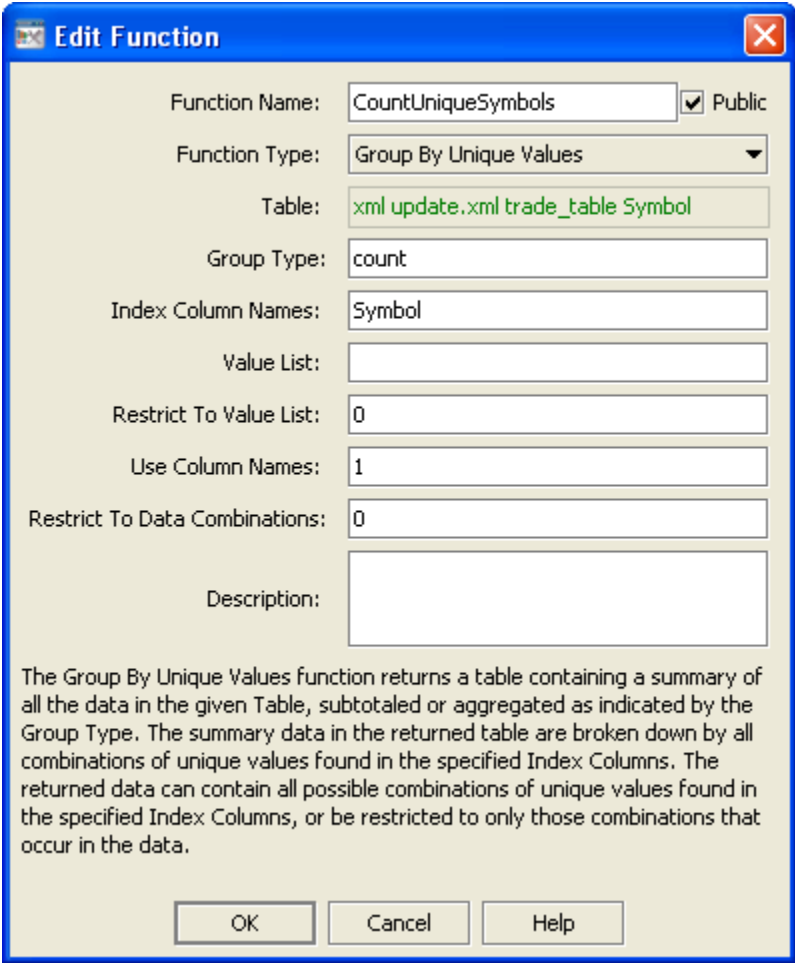 Edit Function
Function Name: CountUniqueSymbols Public
Function Type: Group By Unique Values
Table: xml update.xml trade_table Symbol
Group Type: count
Index Column Names: Symbol
Value List:
Restrict To Value List: 0
Use Column Names: 1
Restrict To Data Combinations: 0
Description:
The Group By Unique Values function returns a table containing a summary of
all the data in the given Table, subtotaled or aggregated as indicated by the
Group Type. The summary data in the returned table are broken down by all
combinations of unique values found in the specified Index Columns. The
returned data can contain all possible combinations of unique values found in
the specified Index Columns, or be restricted to only those combinations that
occur in the data.
OK Cancel Help